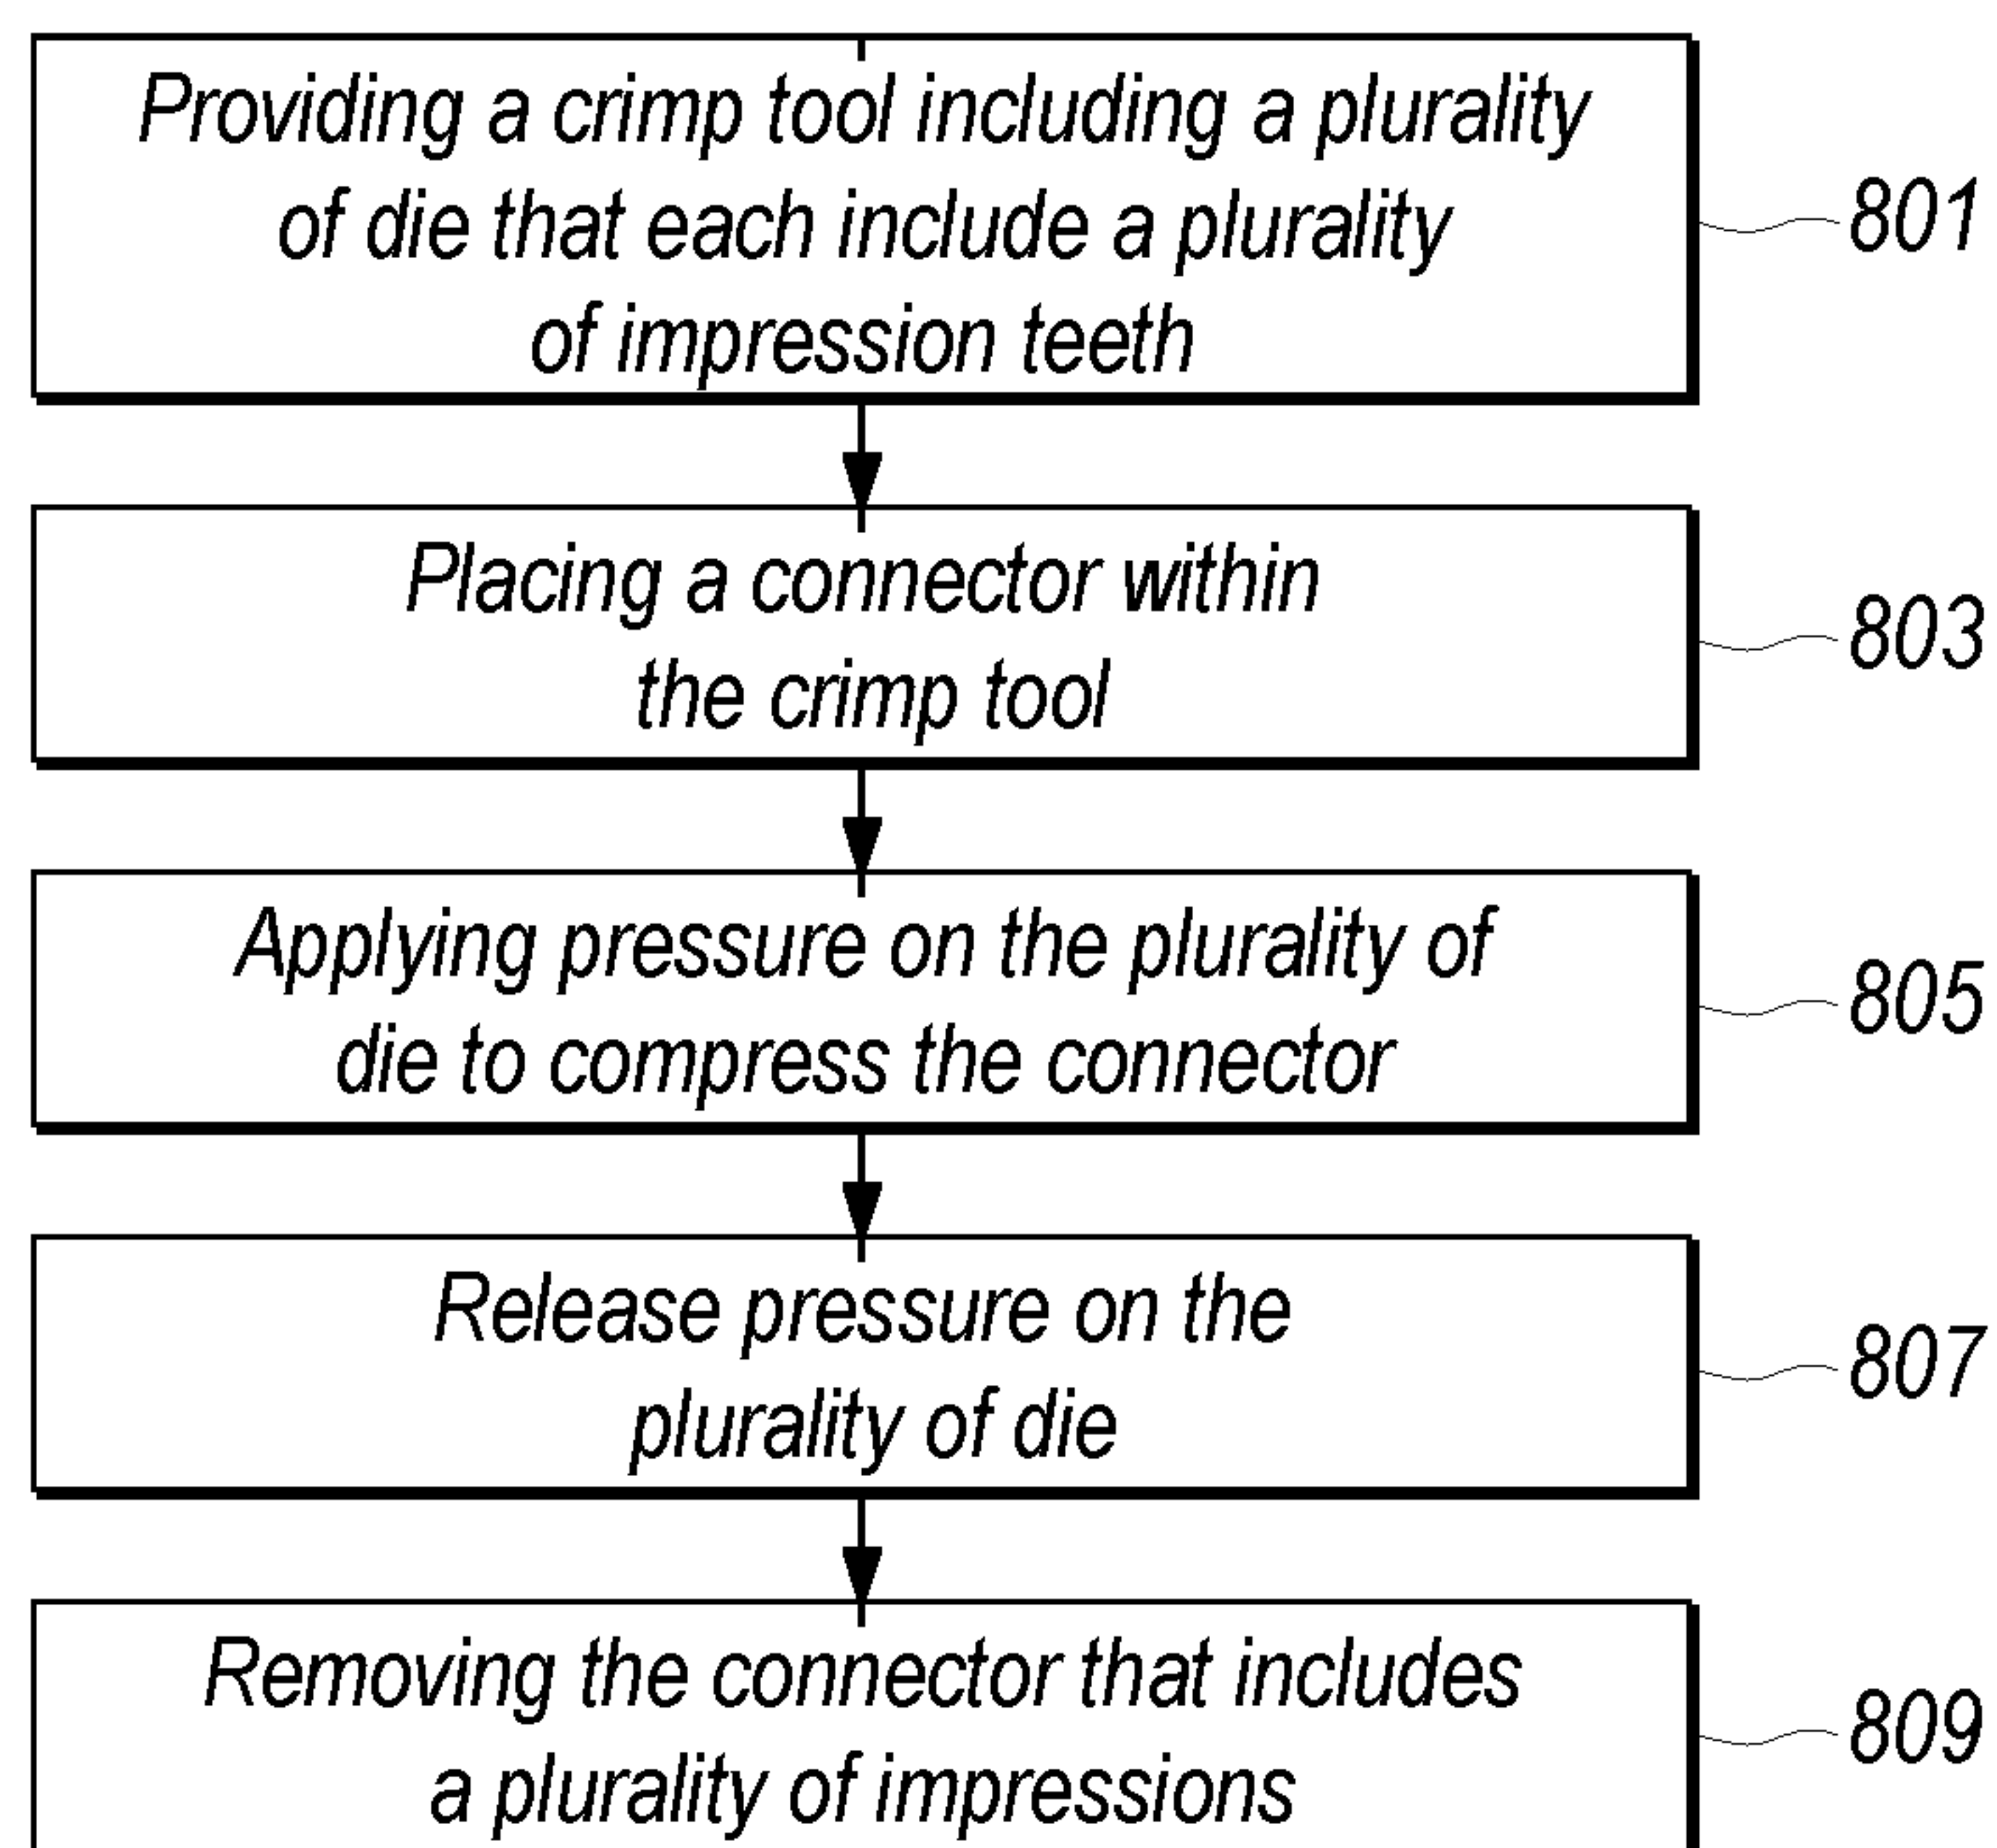 Providing a crimp tool including a plurality
of die that each include a plurality
of impression teeth
801
Placing a connector within
the crimp tool
803
Applying pressure on the plurality of
die to compress the connector
805
Release pressure on the
plurality of die
807
Removing the connector that includes
a plurality of impressions
809